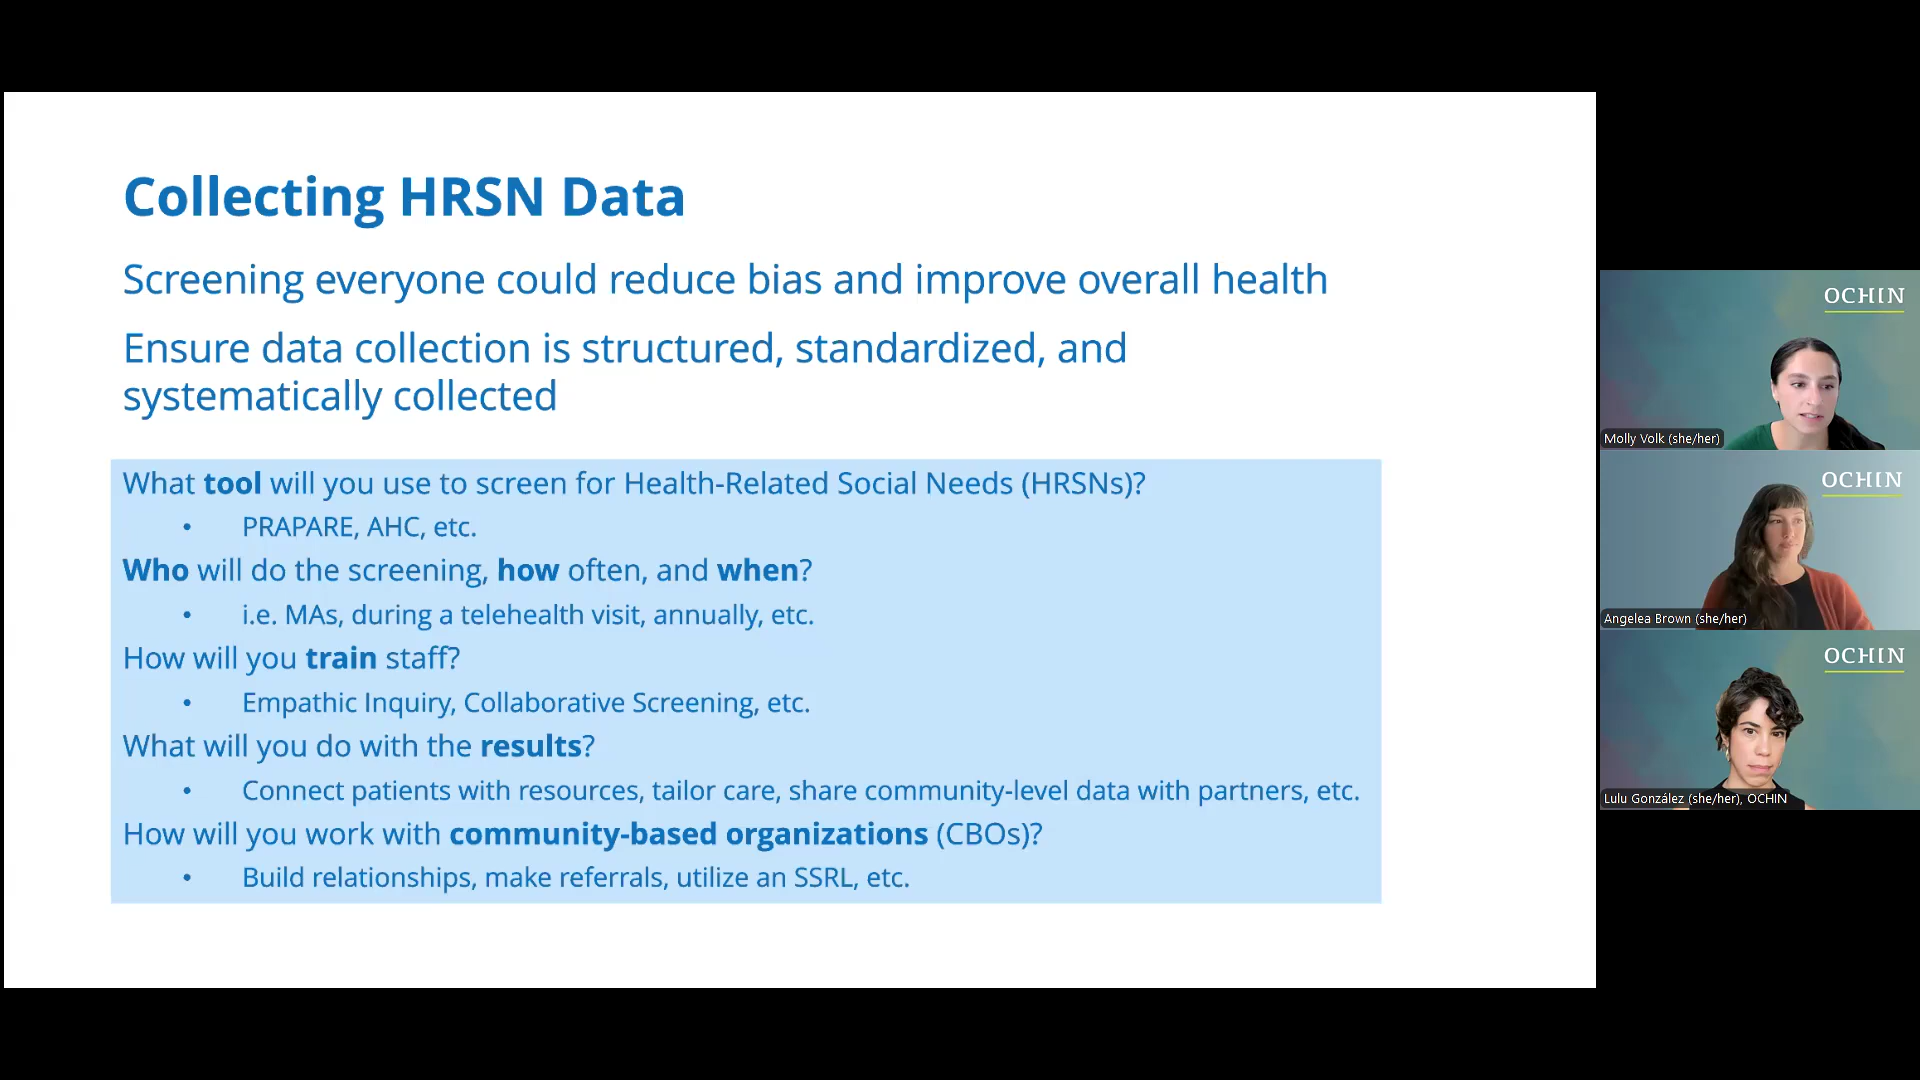 Collecting HRSN Data
Screening everyone could reduce bias and improve overall health
Ensure data collection is structured, standardized, and
systematically collected
What tool will you use to screen for Health-Related Social Needs (HRSNs)?
• PRAPARE, AHC, etc.
Who will do the screening, how often, and when?
• i.e. MAs, during a telehealth visit, annually, etc.
How will you train staff?
• Empathic Inquiry, Collaborative Screening, etc.
What will you do with the results?
• Connect patients with resources, tailor care, share community-level data with partners, etc.
How will you work with community-based organizations (CBOs)?
• Build relationships, make referrals, utilize an SSRL, etc.
OCHIN
Molly Volk (she/her)
OCHIN
Angelea Brown (she/her)
OCHIN
Lulu González (she/her), OCHIN